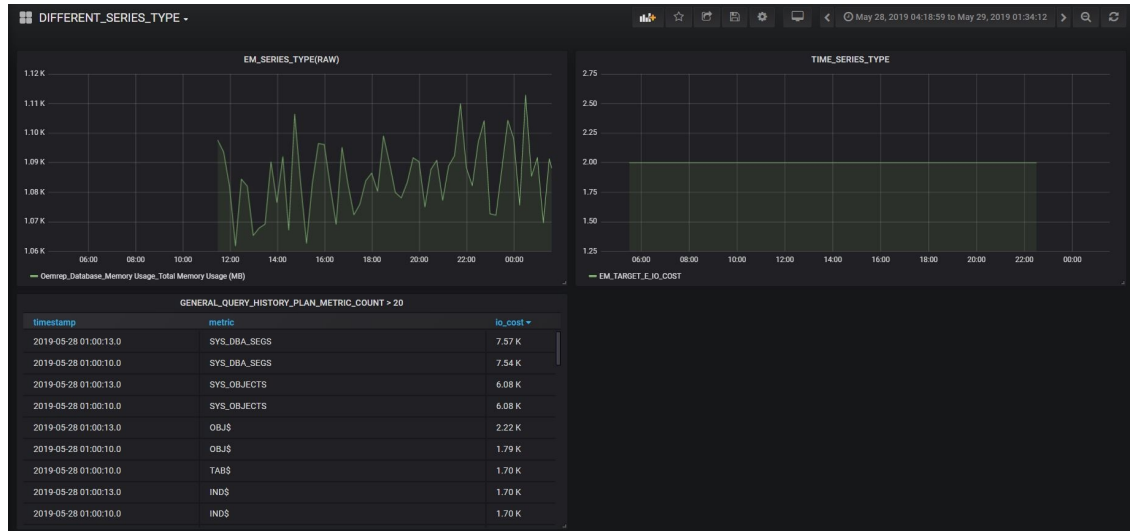 DIFFERENT_SERIES_TYPE
May 28, 2019 04:18:59 to May 29, 2019 01:34:12
EM_SERIES_TYPE(RAW)
1.12 K
1.11 K
1.10 K
1.09 K
1.08 K
1.07 K
1.06 K
06:00 08:00 10:00 12:00 14:00 16:00 18:00 20:00 22:00 00:00
Oemrep_Database_Memory Usage_Total Memory Usage (MB)
TIME_SERIES_TYPE
2.75
2.50
2.25
2.00
1.75
1.50
1.25
06:00 08:00 10:00 12:00 14:00 16:00 18:00 20:00 22:00 00:00
EM_TARGET_E_IO_COST
GENERAL_QUERY_HISTORY_PLAN_METRIC_COUNT > 20
timestamp metric io_cost
2019-05-28 01:00:13.0 SYS_DBA_SEGS 7.57 K
2019-05-28 01:00:10.0 SYS_DBA_SEGS 7.54 K
2019-05-28 01:00:13.0 SYS_OBJECTS 6.08 K
2019-05-28 01:00:10.0 SYS_OBJECTS 6.08 K
2019-05-28 01:00:13.0 OBJ$ 2.22 K
2019-05-28 01:00:10.0 OBJ$ 1.79 K
2019-05-28 01:00:10.0 TAB$ 1.70 K
2019-05-28 01:00:13.0 IND$ 1.70 K
2019-05-28 01:00:10.0 IND$ 1.70 K